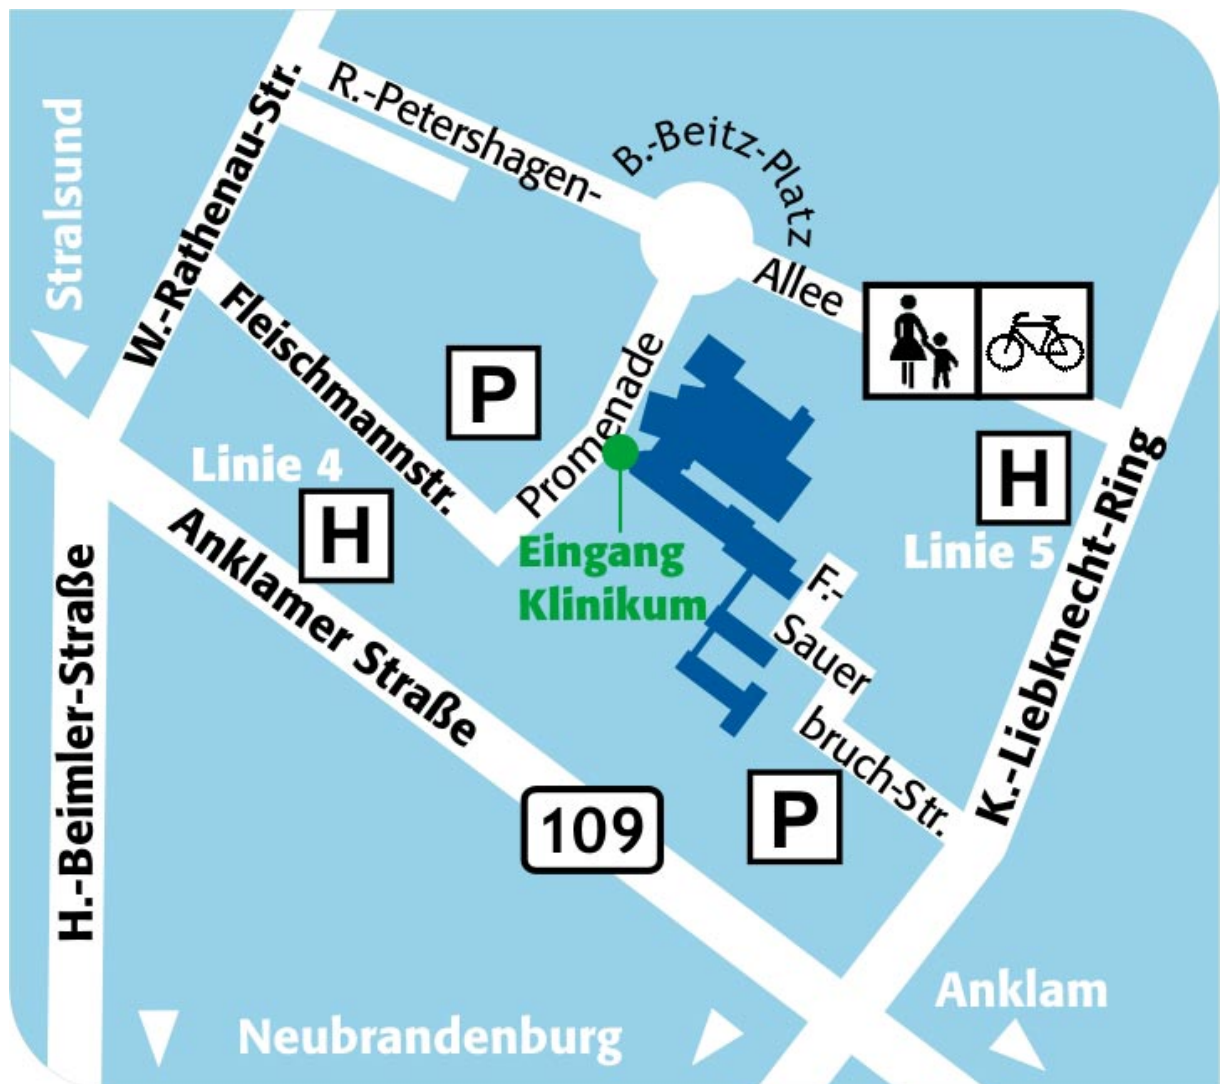 R.-Petershagen-
B.-Beitz-Platz
Allee
W.-Rathenau-Str.
Stralsund
Fleischmannstr.
P
Promenade
Linie 4
H
H
Linie 5
K.-Liebknecht-Ring
Eingang
Klinikum
F.-
Sauer
bruch-Str.
Anklamer Straße
H.-Beimler-Straße
109
P
Anklam
Neubrandenburg